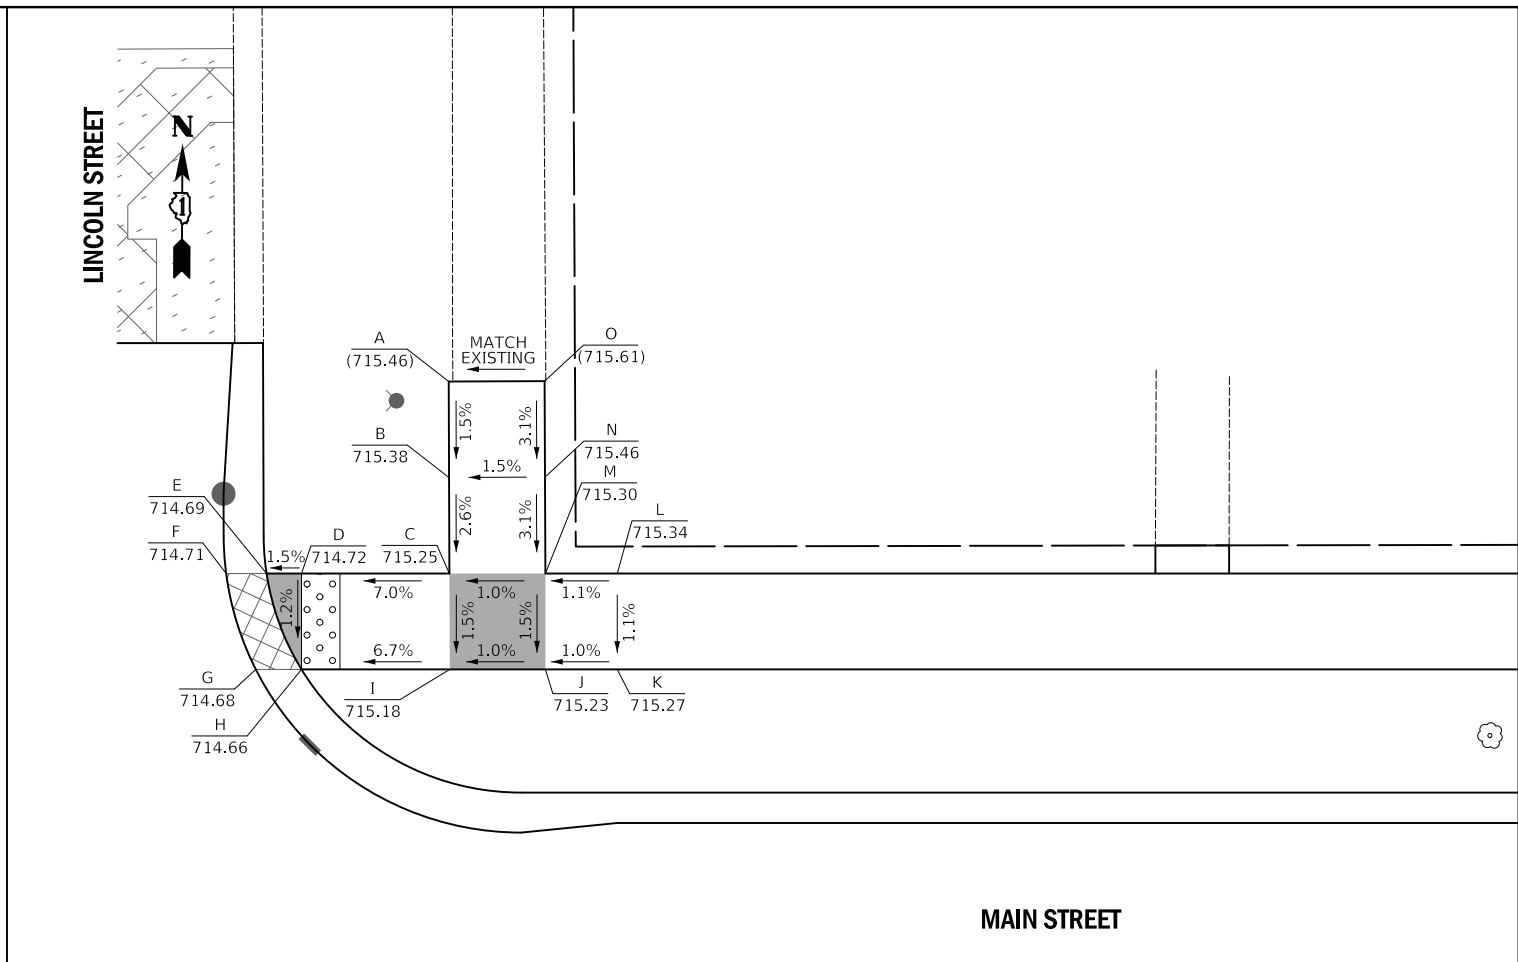 LINCOLN STREET
N
1
A
(715.46)
MATCH
EXISTING
O
(715.61)
1.5%
3.1%
B
715.38
N
715.46
1.5%
M
715.30
E
714.69
2.6%
3.1%
L
715.34
F
714.71
D
714.72
C
715.25
1.5%
7.0%
1.0%
1.1%
1.2%
1.5%
1.5%
1.1%
6.7%
1.0%
1.0%
G
714.68
I
715.18
J
715.23
K
715.27
H
714.66
MAIN STREET